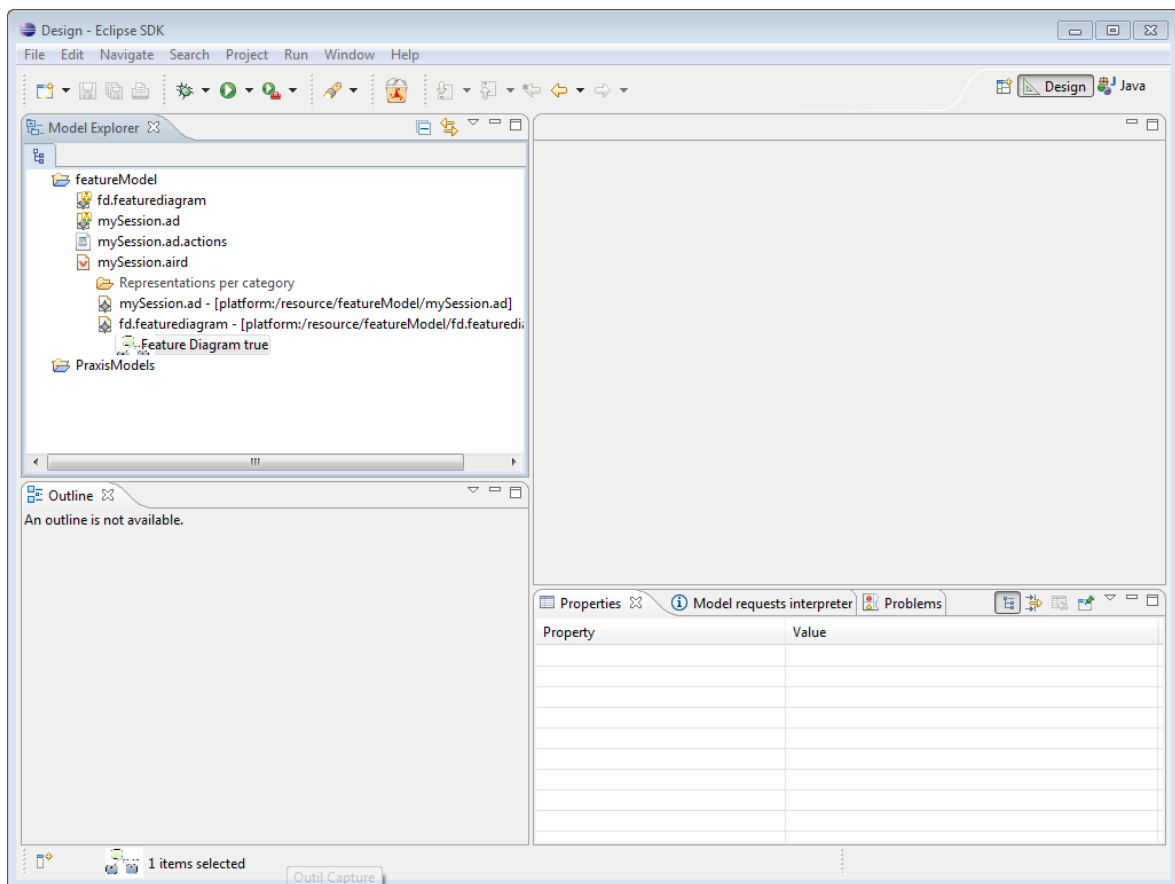 Design - Eclipse SDK
File Edit Navigate Search Project Run Window Help
Design Java
Model Explorer
featureModel
fd.featurediagram
mySession.ad
mySession.ad.actions
mySession.aird
Representations per category
mySession.ad - [platform:/resource/featureModel/mySession.ad]
fd.featurediagram - [platform:/resource/featureModel/fd.featuredi
Feature Diagram true
PraxisModels
Outline
An outline is not available.
Properties Model requests interpreter Problems
Property Value
1 items selected
Outil Capture